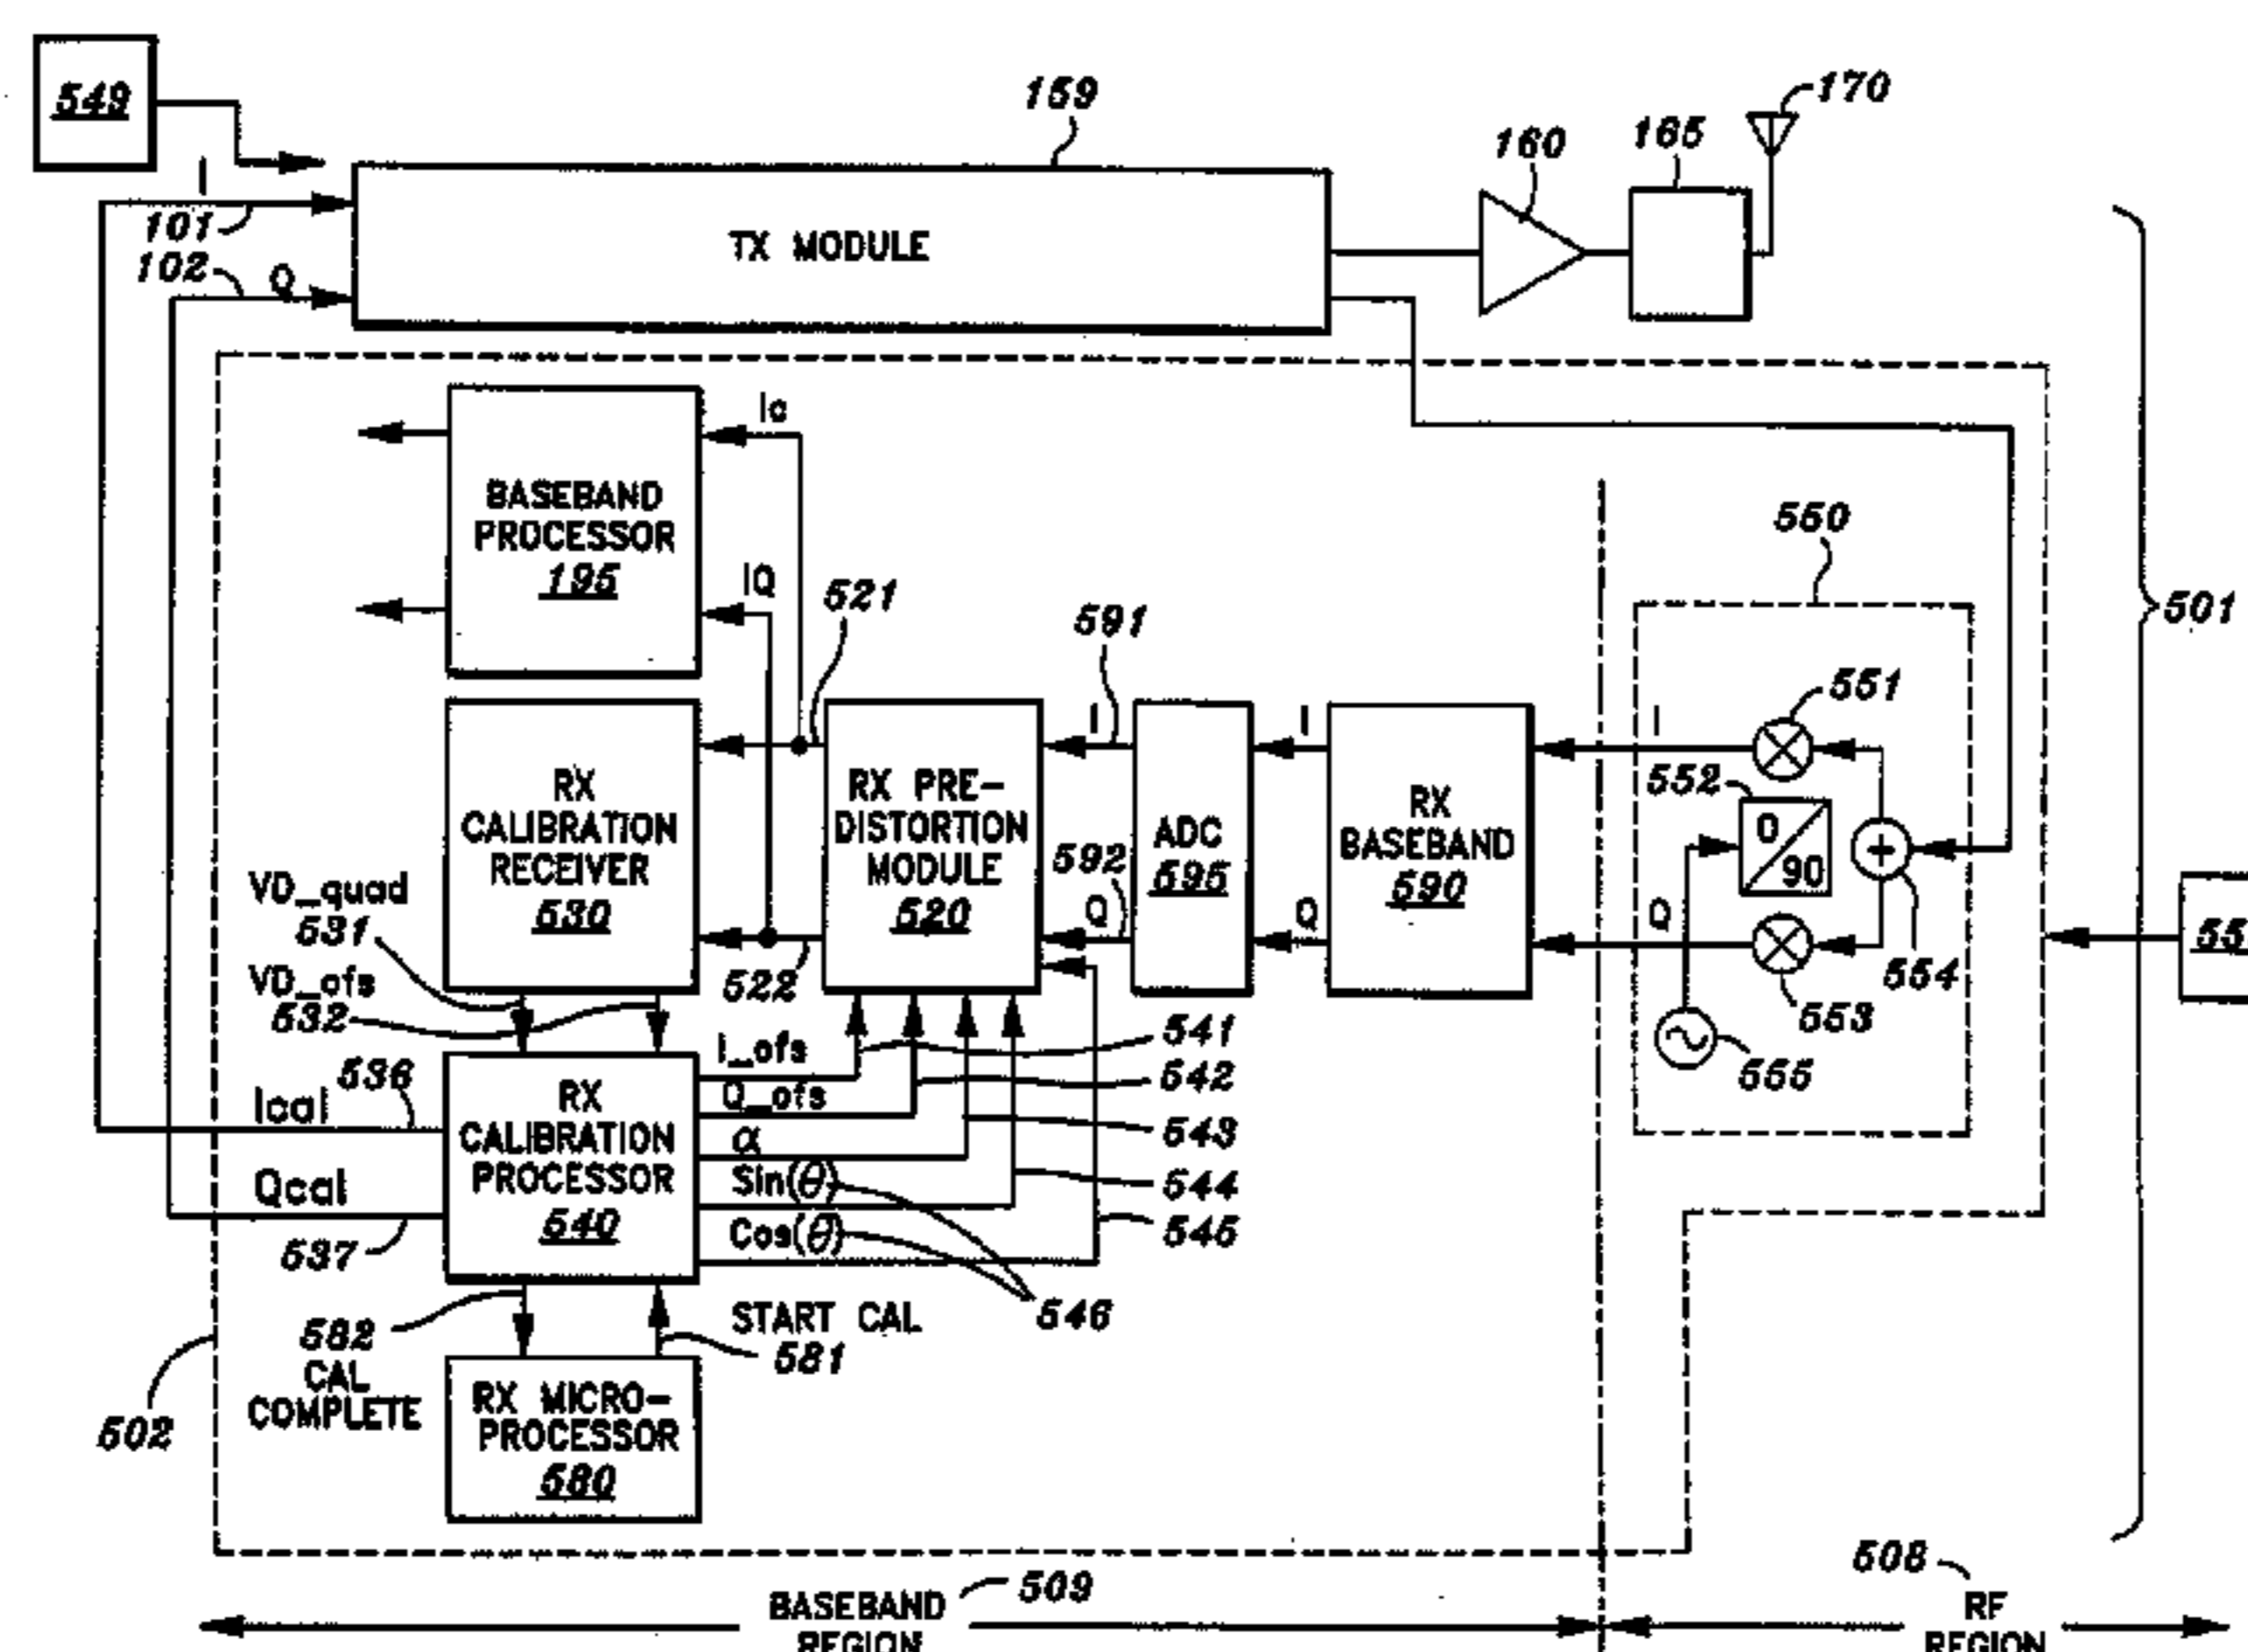 549
159
170
160
165
I
101
102
Q
TX MODULE
Ic
BASEBAND
PROCESSOR
195
IQ
521
591
550
501
551
I
I
I
552
RX
CALIBRATION
RECEIVER
530
RX PRE-
DISTORTION
MODULE
520
ADC
595
RX
BASEBAND
590
0
90
592
Q
Q
Q
VD_quad
531
VD_ofs
532
522
554
553
555
I_ofs
541
Q_ofs
542
α
543
Sin(θ)
544
Cos(θ)
545
546
536
Ical
RX
CALIBRATION
PROCESSOR
540
Qcal
537
582
CAL
COMPLETE
START CAL
581
RX MICRO-
PROCESSOR
580
502
509
BASEBAND
REGION
508
RF
REGION